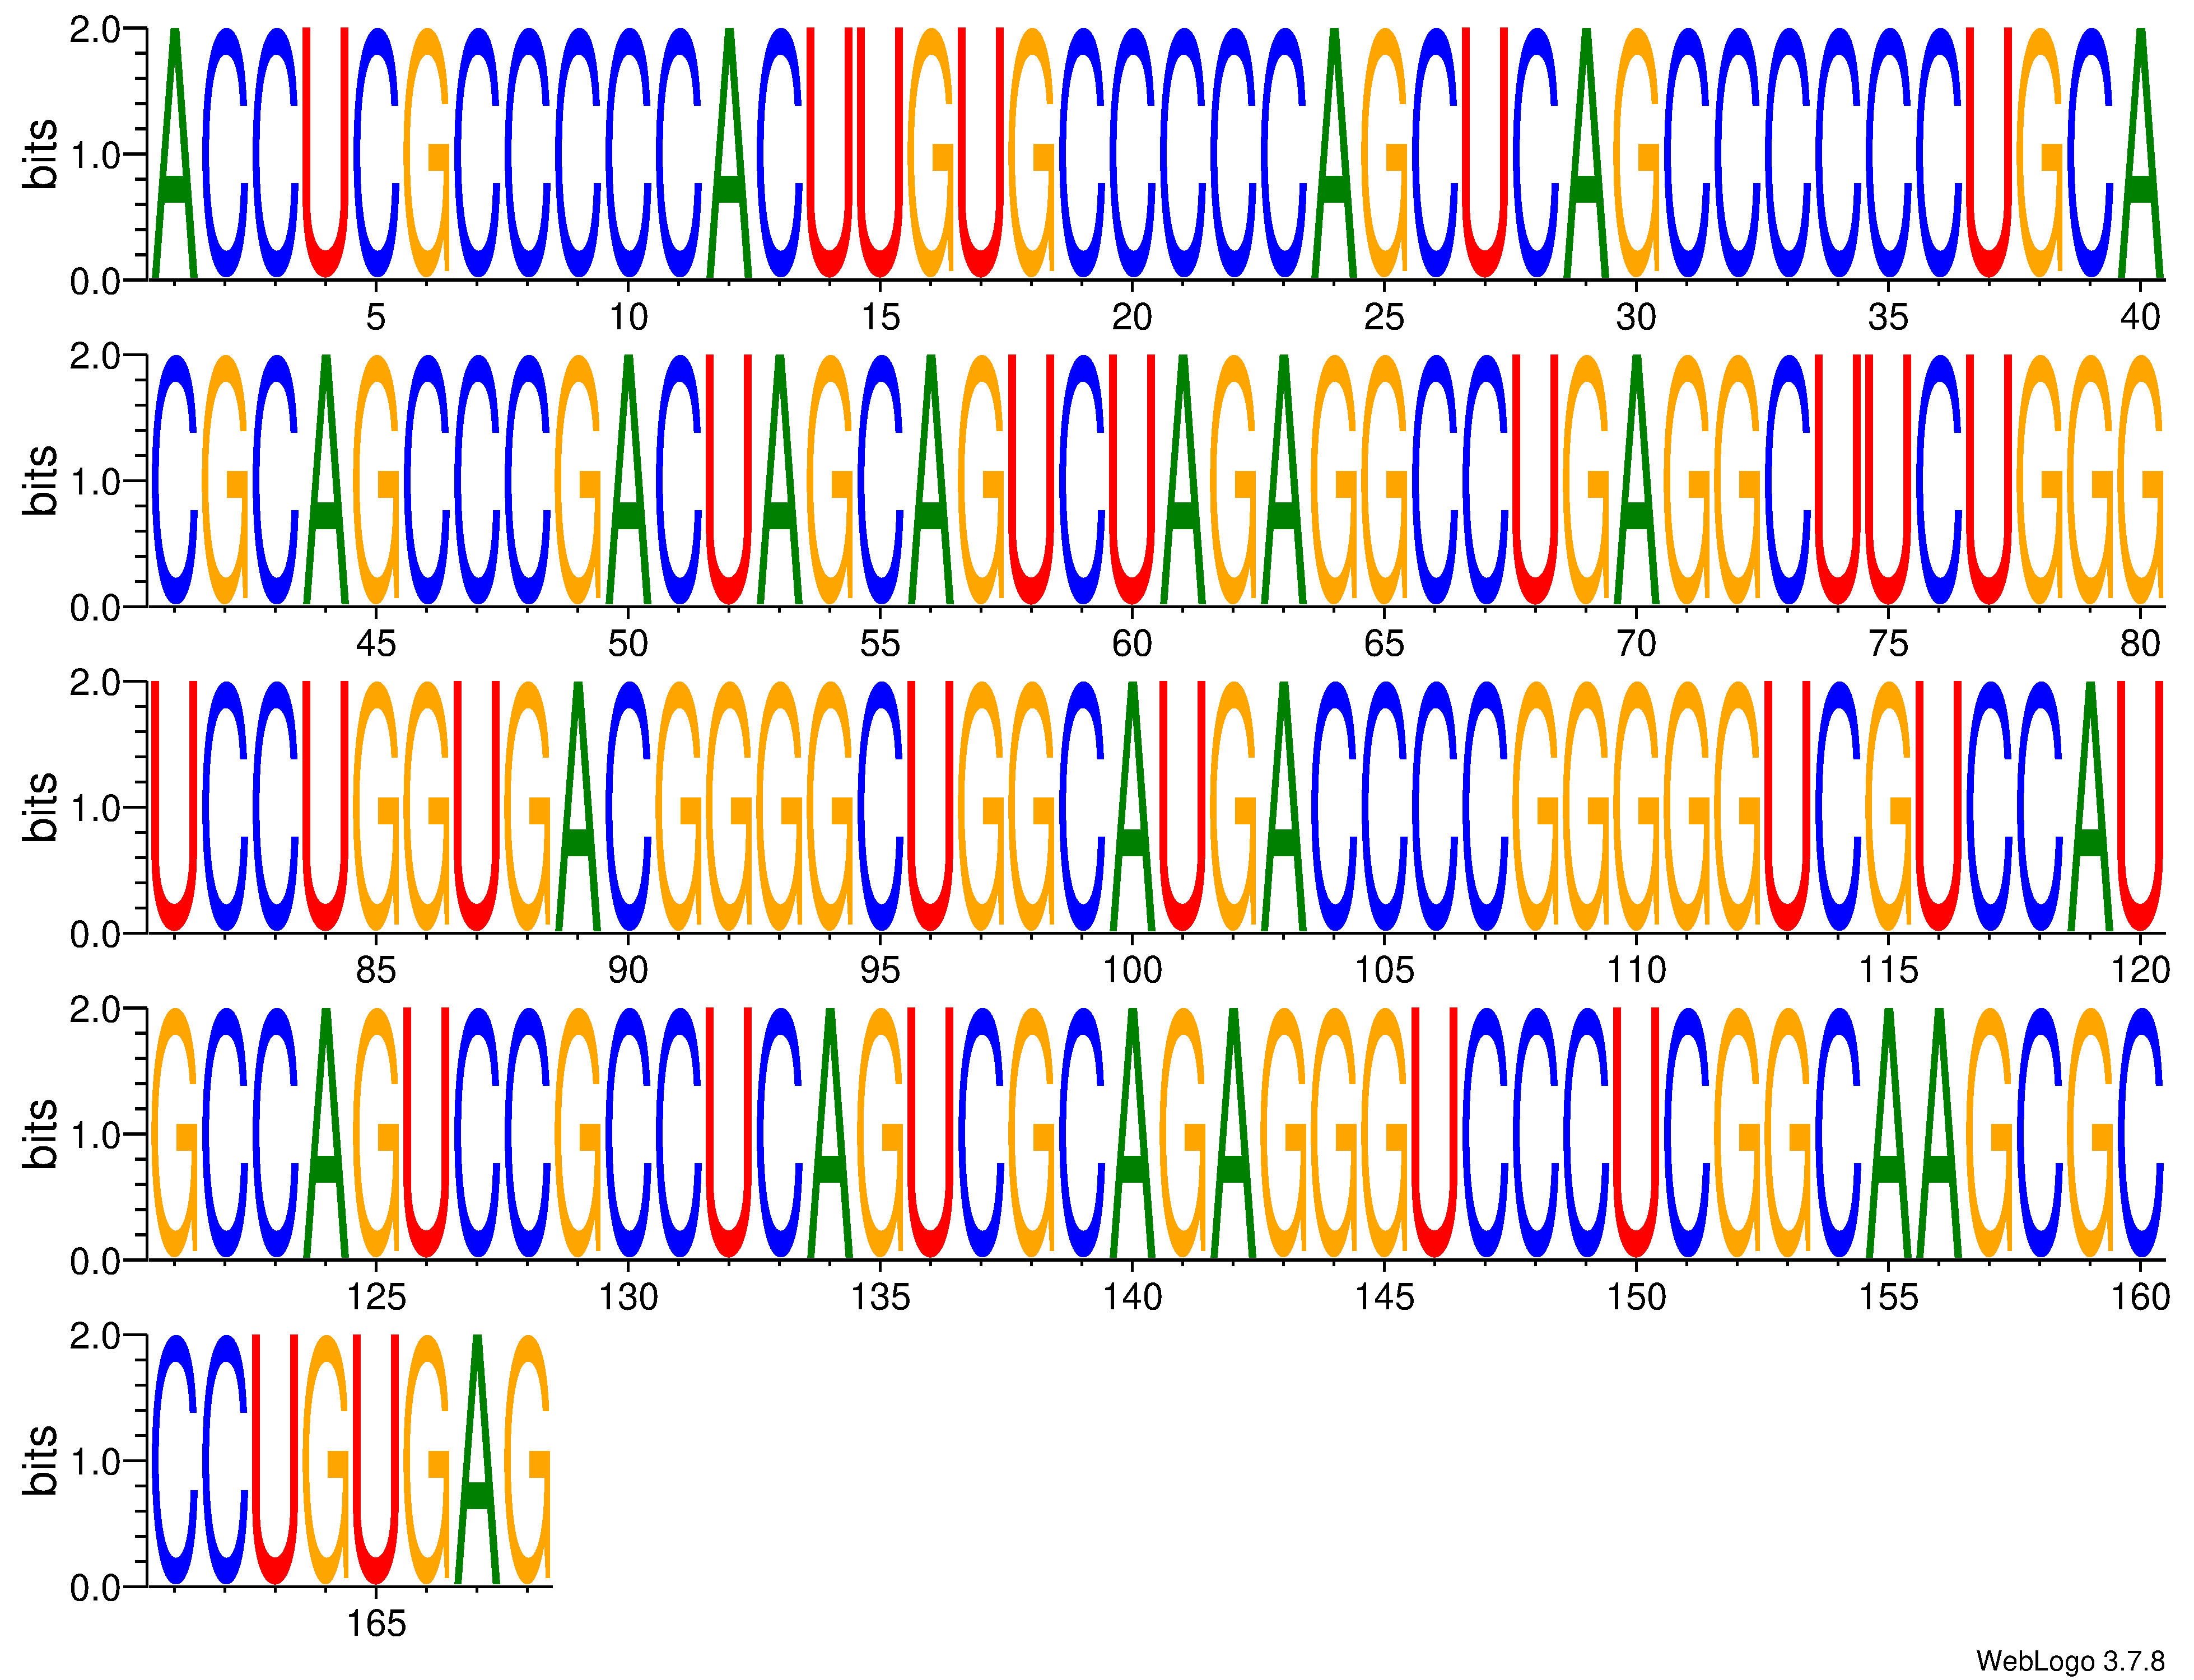 2.0
1.0
0.0
bits
ACCUCGCCCCCACUUGUGCCCCCAGCUCAGCCCCCCUGCA
5 10 15 20 25 30 35 40
2.0
1.0
0.0
bits
CGCAGCCCGACUAGCAGUCUAGAGGCCUGAGGCUUCUGGG
45 50 55 60 65 70 75 80
2.0
1.0
0.0
bits
UCCUGGUGACGGGGCUGGCAUGACCCCGGGGGUCGUCCAU
85 90 95 100 105 110 115 120
2.0
1.0
0.0
bits
GCCAGUCCGCCUCAGUCGCAGAGGGUCCCUCGGCAAGCGC
125 130 135 140 145 150 155 160
2.0
1.0
0.0
bits
CCUGUGAG
165
WebLogo 3.7.8